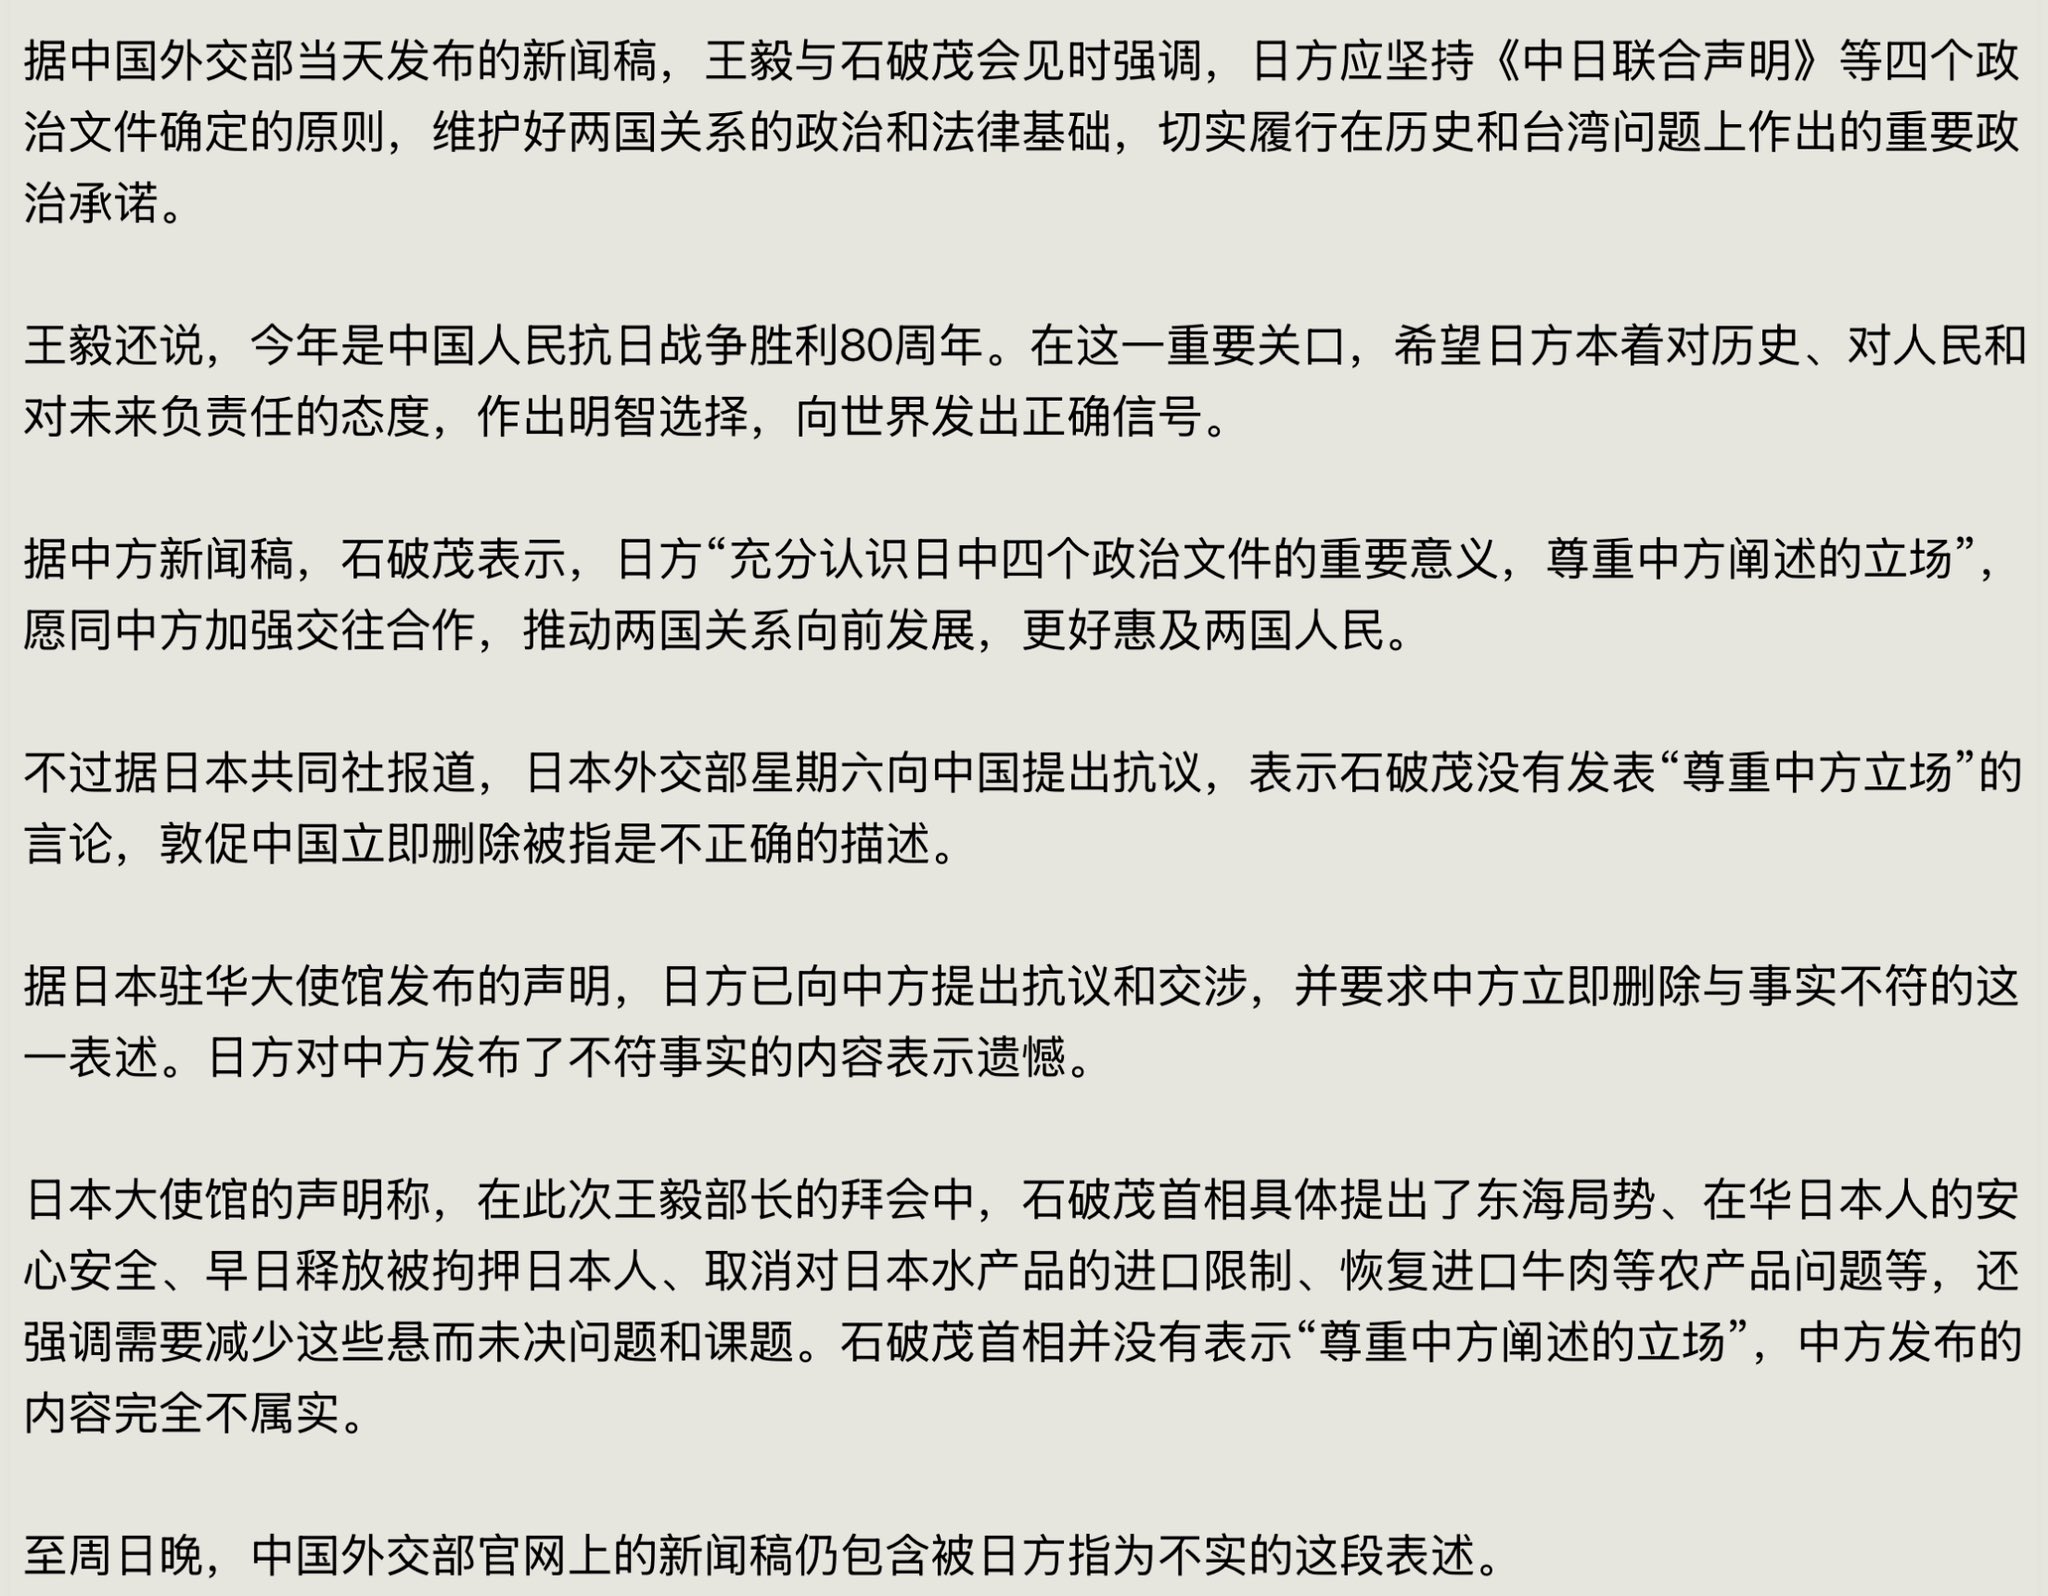 据中国外交部当天发布的新闻稿，王毅与石破茂会见时强调，日方应坚持《中日联合声明》等四个政
治文件确定的原则，维护好两国关系的政治和法律基础，切实履行在历史和台湾问题上作出的重要政
治承诺。
王毅还说，今年是中国人民抗日战争胜利80周年。在这一重要关口，希望日方本着对历史、对人民和
对未来负责任的态度，作出明智选择，向世界发出正确信号。
据中方新闻稿，石破茂表示，日方“充分认识日中四个政治文件的重要意义，尊重中方阐述的立场”，
愿同中方加强交往合作，推动两国关系向前发展，更好惠及两国人民。
不过据日本共同社报道，日本外交部星期六向中国提出抗议，表示石破茂没有发表“尊重中方立场”的
言论，敦促中国立即删除被指是不正确的描述。
据日本驻华大使馆发布的声明，日方已向中方提出抗议和交涉，并要求中方立即删除与事实不符的这
一表述。日方对中方发布了不符事实的内容表示遗憾。
日本大使馆的声明称，在此次王毅部长的拜会中，石破茂首相具体提出了东海局势、在华日本人的安
心安全、早日释放被拘押日本人、取消对日本水产品的进口限制、恢复进口牛肉等农产品问题等，还
强调需要减少这些悬而未决问题和课题。石破茂首相并没有表示“尊重中方阐述的立场”，中方发布的
内容完全不属实。
至周日晚，中国外交部官网上的新闻稿仍包含被日方指为不实的这段表述。